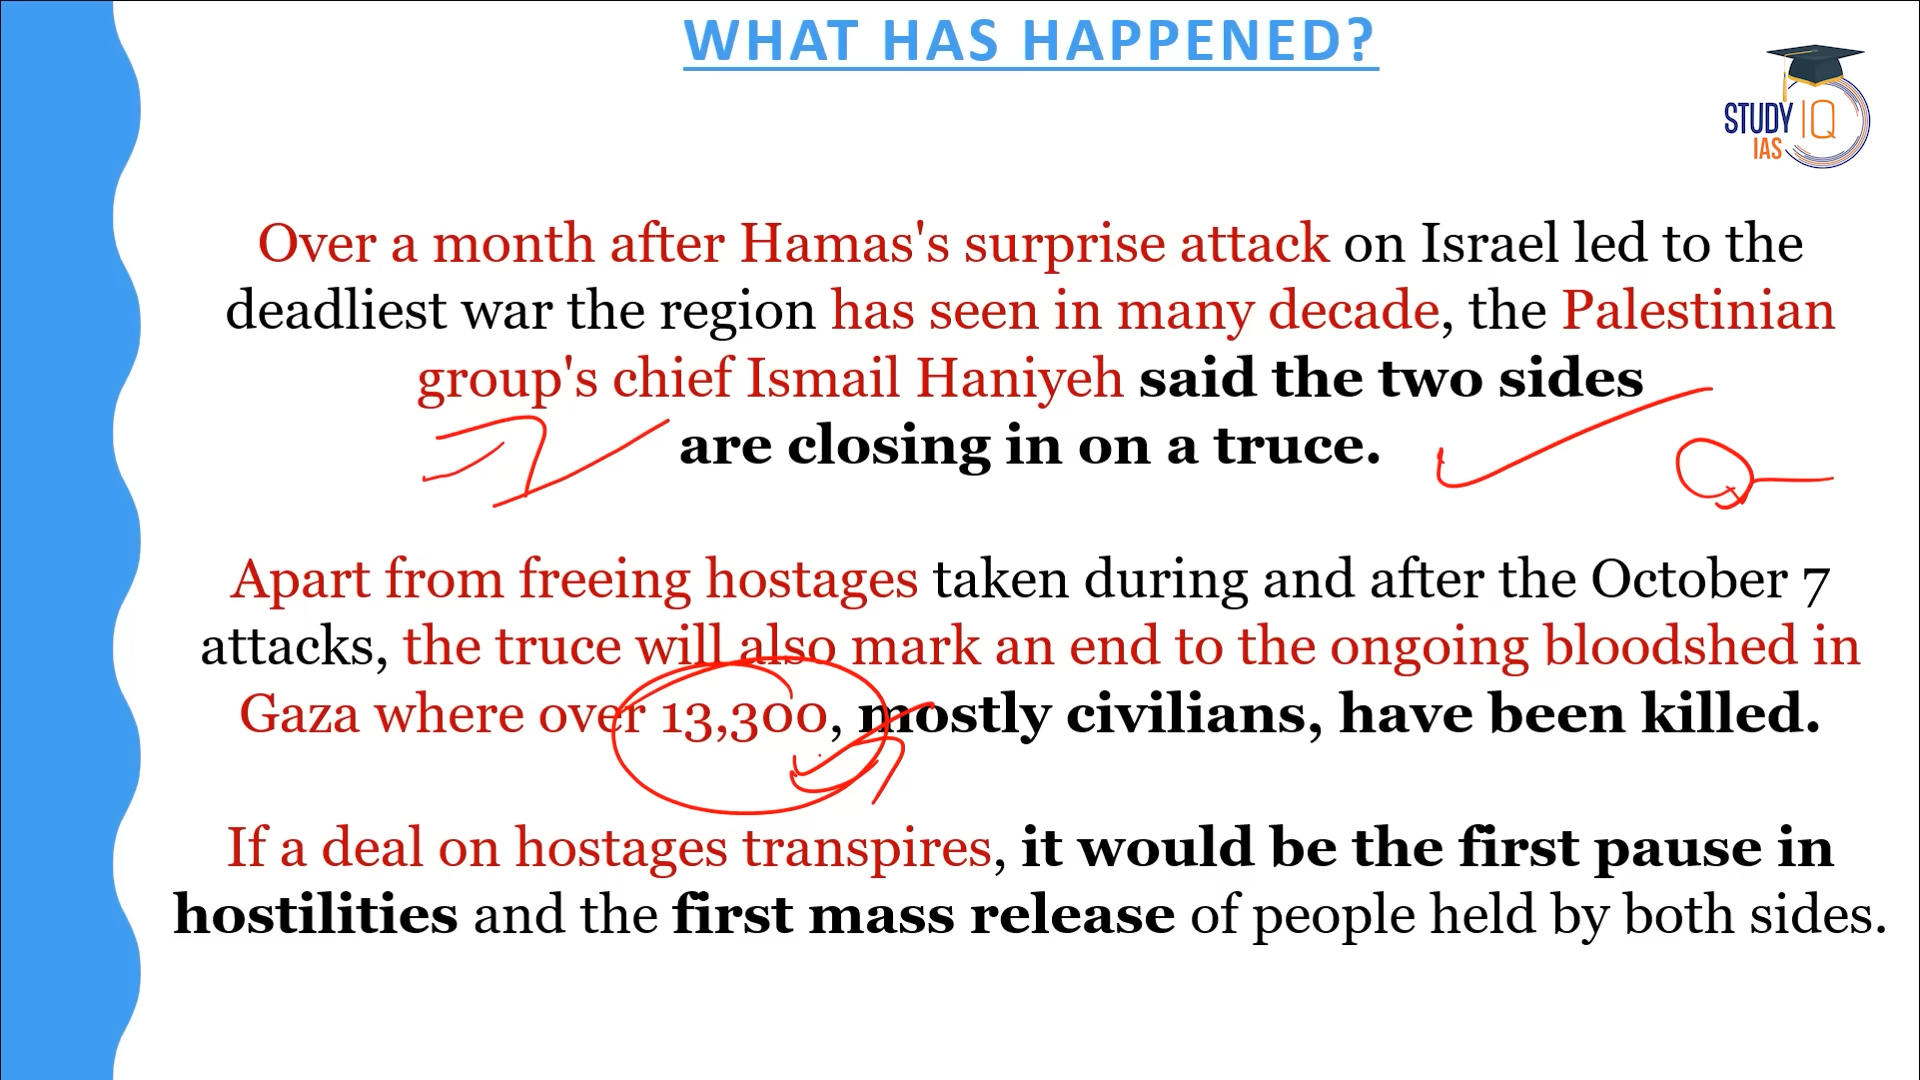 WHAT HAS HAPPENED?
STUDY IQ
IAS
Over a month after Hamas's surprise attack on Israel led to the
deadliest war the region has seen in many decade, the Palestinian
group's chief Ismail Haniyeh said the two sides
are closing in on a truce.
Apart from freeing hostages taken during and after the October 7
attacks, the truce will also mark an end to the ongoing bloodshed in
Gaza where over 13,300, mostly civilians, have been killed.
If a deal on hostages transpires, it would be the first pause in
hostilities and the first mass release of people held by both sides.